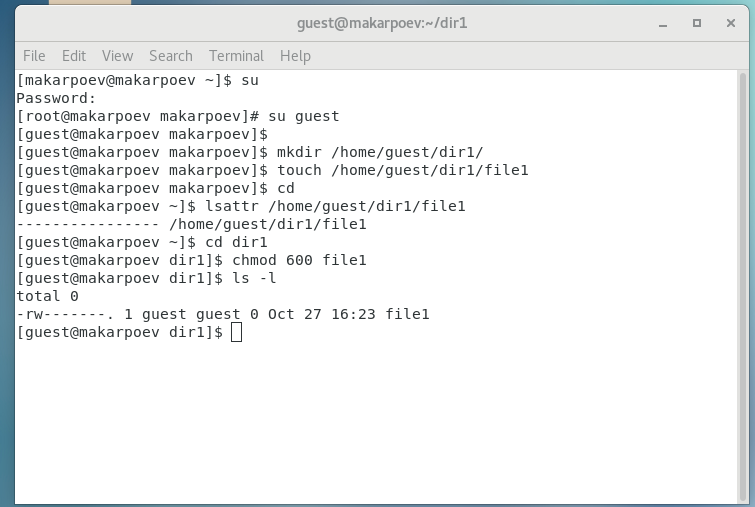 guest@makarpoev:~/dir1
File Edit View Search Terminal Help
[makarpoev@makarpoev ~]$ su
Password:
[root@makarpoev makarpoev]# su guest
[guest@makarpoev makarpoev]$
[guest@makarpoev makarpoev]$ mkdir /home/guest/dir1/
[guest@makarpoev makarpoev]$ touch /home/guest/dir1/file1
[guest@makarpoev makarpoev]$ cd
[guest@makarpoev ~]$ lsattr /home/guest/dir1/file1
---------------- /home/guest/dir1/file1
[guest@makarpoev ~]$ cd dir1
[guest@makarpoev dir1]$ chmod 600 file1
[guest@makarpoev dir1]$ ls -l
total 0
-rw-------. 1 guest guest 0 Oct 27 16:23 file1
[guest@makarpoev dir1]$